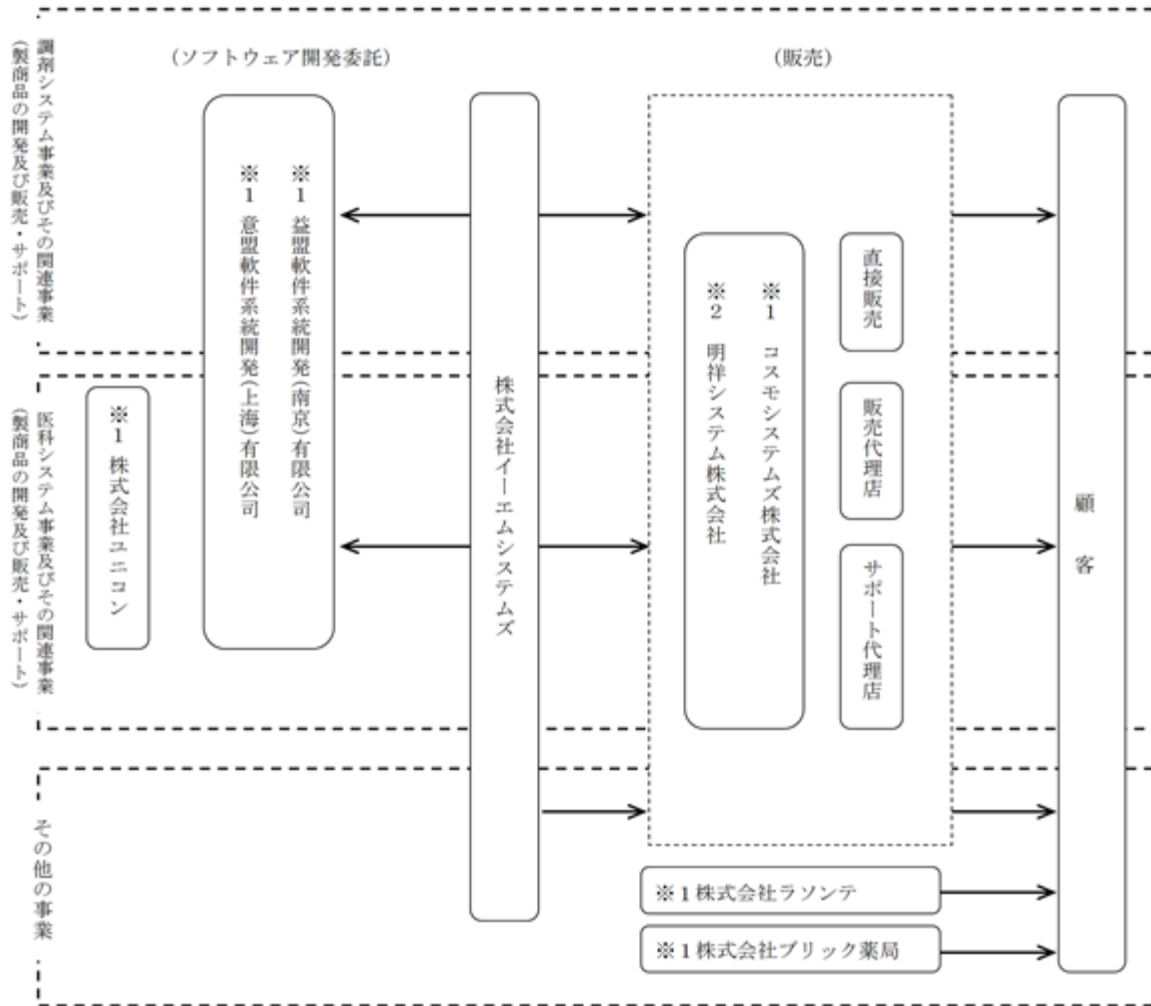 (ソフトウェア開発委託)
(販売)
調剤システム事業及びその関連事業
(製商品の開発及び販売・サポート)
※1 益盟軟件系統開発(南京)有限公司
※1 意盟軟件系統開発(上海)有限公司
株式会社イーエムシステムズ
直接販売
販売代理店
サポート代理店
※1 コスモシステムズ株式会社
※2 明祥システム株式会社
顧客
医科システム事業及びその関連事業
(製商品の開発及び販売・サポート)
※1 株式会社ユニコン
その他の事業
※1株式会社ラソンテ
※1株式会社ブリック薬局